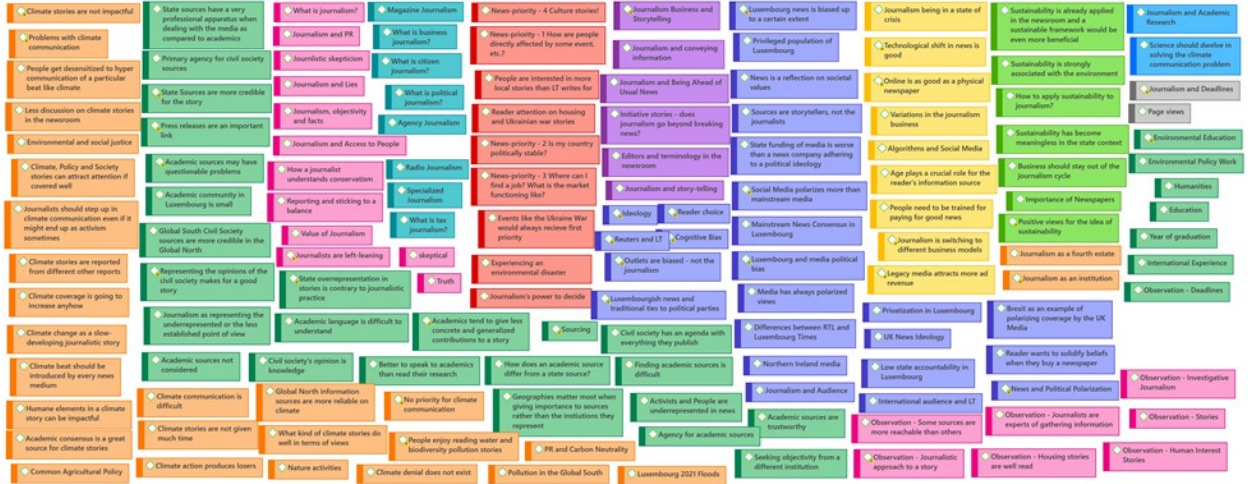 Climate stories are not impactful
Problems with climate
communication
People get desensitized to hyper
communication of a particular
beat like climate
Less discussion on climate stories
in the newsroom
Environmental and social justice
Climate, Policy and Society
stories can attract attention if
covered well
Journalists should step up in
climate communication even if it
might end up as activism
sometimes
Climate stories are reported
from different other reports
Climate coverage is going to
increase anyhow
Climate change as a slow-
developing journalistic story
Climate beat should be
introduced by every news
medium
Humane elements in a climate
story can be impactful
Academic consensus is a great
source for climate stories
Common Agricultural Policy
State sources have a very
professional apparatus when
dealing with the media as
compared to academics
Primary agency for civil society
sources
State Sources are more credible
for the story
Press releases are an important
link
Academic sources may have
questionable problems
Academic community in
Luxembourg is small
Global South Civil Society
sources are more credible in the
Global North
Representing the opinions of the
civil society makes for a good
story
Journalism as representing the
underrepresented or the less
established point of view
Academic sources not
considered
Climate communication is
difficult
Climate stories are not given
much time
Climate action produces losers
What is journalism?
Journalism and PR
Journlistic skepticism
Journalism and Lies
Journalism, objectivity
and facts
Journalism and Access to People
How a journalist
understands conservatism
Reporting and sticking to a
balance
Value of Journalism
Journalists are left-leaning
skeptical
Truth
State overrepresentation in
stories is contrary to journalistic
practice
Academic language is difficult to
understand
Civil society's opinion is
knowledge
Global North information
sources are more reliable on
climate
What kind of climate stories do
well in terms of views
Nature activities
Magazine Journalism
What is business
journalism?
What is citizen
journalism?
What is political
journalism?
Agency Journalism
Radio Journalism
Specialized
Journalism
What is tax
journalism?
Academics tend to give less
concrete and generalized
contributions to a story
Better to speak to academics
than read their research
No priority for climate
communication
People enjoy reading water and
biodiversity pollution stories
Climate denial does not exist
News-priority - 4 Culture stories!
News-priority - 1 How are people
directly affected by some event,
etc.?
People are interested in more
local stories than LT writes for
Reader attention on housing
and Ukrainian war stories
News-priority - 2 Is my country
politically stable?
News-priority - 3 Where can I
find a job? What is the market
functioning like?
Events like the Ukraine War
would always recieve first
priority
Experiencing an
environmental disaster
Journalism's power to decide
Sourcing
How does an academic source
differ from a state source?
Geographies matter most when
giving importance to sources
rather than the instiutions they
represent
PR and Carbon Neutrality
Pollution in the Global South
Journalism Business and
Storytelling
Journalism and conveying
information
Journalism and Being Ahead of
Usual News
Initiative stories - does
journalism go beyond breaking
news?
Editors and terminology in the
newsroom
Journalism and story-telling
Ideology
Reader choice
Reuters and LT
Cognitive Bias
Outlets are biased - not the
journalism
Luxembourgish news and
traditional ties to political parties
Civil society has an agenda with
everything they publish
Finding academic sources is
difficult
Activists and People are
underrepresented in news
Agency for academic sources
Luxembourg 2021 Floods
Luxembourg news is biased up
to a certain extent
Privileged population of
Luxembourg
News is a reflection on societal
values
Sources are storytellers, not the
journalists
State funding of media is worse
than a news company adhering
to a political ideology
Social Media polarizes more than
mainstream media
Mainstream News Consensus in
Luxembourg
Luxembourg and media political
bias
Media has always polarized
views
Differences between RTL and
Luxembourg Times
Northern Ireland media
Journalism and Audience
Academic sources are
trustworthy
Seeking objectivity from a
different institution
Journalism being in a state of
crisis
Technological shift in news is
good
Online is as good as a physical
newspaper
Variations in the journalism
business
Algorithms and Social Media
Age plays a crucial role for the
reader's information source
People need to be trained for
paying for good news
Journalism is switching to
different business models
Legacy media attracts more ad
revenue
Privatization in Luxembourg
UK News Ideology
Low state accountability in
Luxembourg
International audience and LT
Observation - Some sources are
more reachable than others
Observation - Journalistic
approach to a story
Sustainability is already applied
in the newsroom and a
sustainable framework would be
even more beneficial
Sustainability is strongly
associated with the environment
How to apply sustainability to
journalism?
Sustainability has become
meaningless in the state context
Business should stay out of the
journalism cycle
Importance of Newspapers
Positive views for the idea of
sustainability
Journalism as a fourth estate
Journalism as an institution
Brexit as an example of
polarizing coverage by the UK
Media
Reader wants to solidify beliefs
when they buy a newspaper
News and Political Polarization
Observation - Journalists are
experts of gathering information
Observation - Housing stories
are well read
Journalism and Academic
Research
Science should dwelve in
solving the climate
communication problem
Journalism and Deadlines
Page views
Environmental Education
Environmental Policy Work
Humanities
Education
Year of graduation
International Experience
Observation - Deadlines
Observation - Investigative
Journalism
Observation - Stories
Observation - Human Interest
Stories